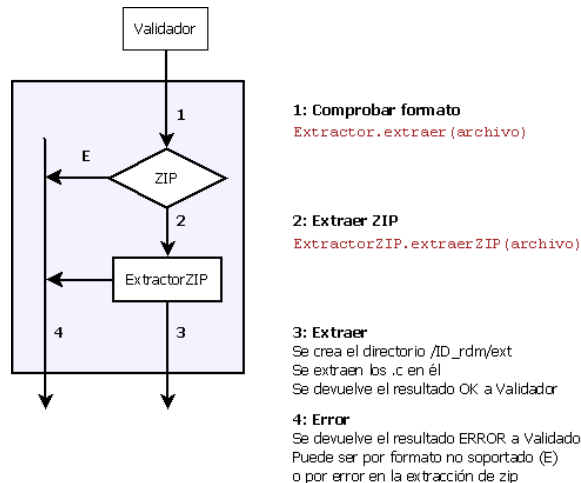 Validador
1
1: Comprobar formato
Extractor.extraer(archivo)
E
ZIP
2
2: Extraer ZIP
ExtractorZIP.extraerZIP(archivo)
ExtractorZIP
4
3
3: Extraer
Se crea el directorio /ID_rdm/ext
Se extraen los .c en él
Se devuelve el resultado OK a Validador
4: Error
Se devuelve el resultado ERROR a Validado
Puede ser por formato no soportado (E)
o por error en la extracción de zip